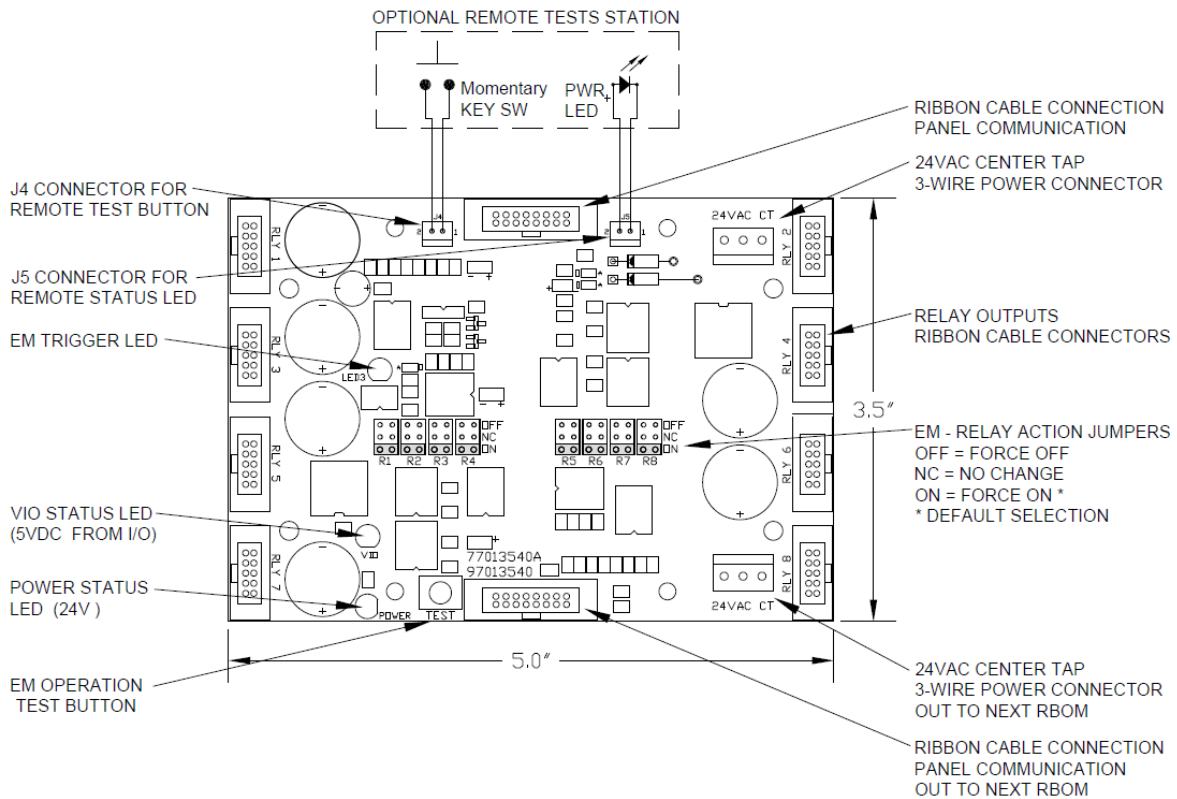 OPTIONAL REMOTE TESTS STATION
Momentary
KEY SW
PWR
LED
+
RIBBON CABLE CONNECTION
PANEL COMMUNICATION
24VAC CENTER TAP
3-WIRE POWER CONNECTOR
J4 CONNECTOR FOR
REMOTE TEST BUTTON
J5 CONNECTOR FOR
REMOTE STATUS LED
EM TRIGGER LED
RELAY OUTPUTS
RIBBON CABLE CONNECTORS
EM - RELAY ACTION JUMPERS
OFF = FORCE OFF
NC = NO CHANGE
ON = FORCE ON *
* DEFAULT SELECTION
VIO STATUS LED
(5VDC FROM I/O)
POWER STATUS
LED (24V )
EM OPERATION
TEST BUTTON
24VAC CENTER TAP
3-WIRE POWER CONNECTOR
OUT TO NEXT RBOM
RIBBON CABLE CONNECTION
PANEL COMMUNICATION
OUT TO NEXT RBOM
J4
2 1
J5
2 1
24VAC CT
RLY 1
RLY 2
RLY 3
RLY 4
RLY 5
RLY 6
RLY 7
RLY 8
LED3
OFF
NC
ON
R1 R2 R3 R4
OFF
NC
ON
R5 R6 R7 R8
VIO
77013540A
97013540
POWER
TEST
24VAC CT
3.5"
5.0"